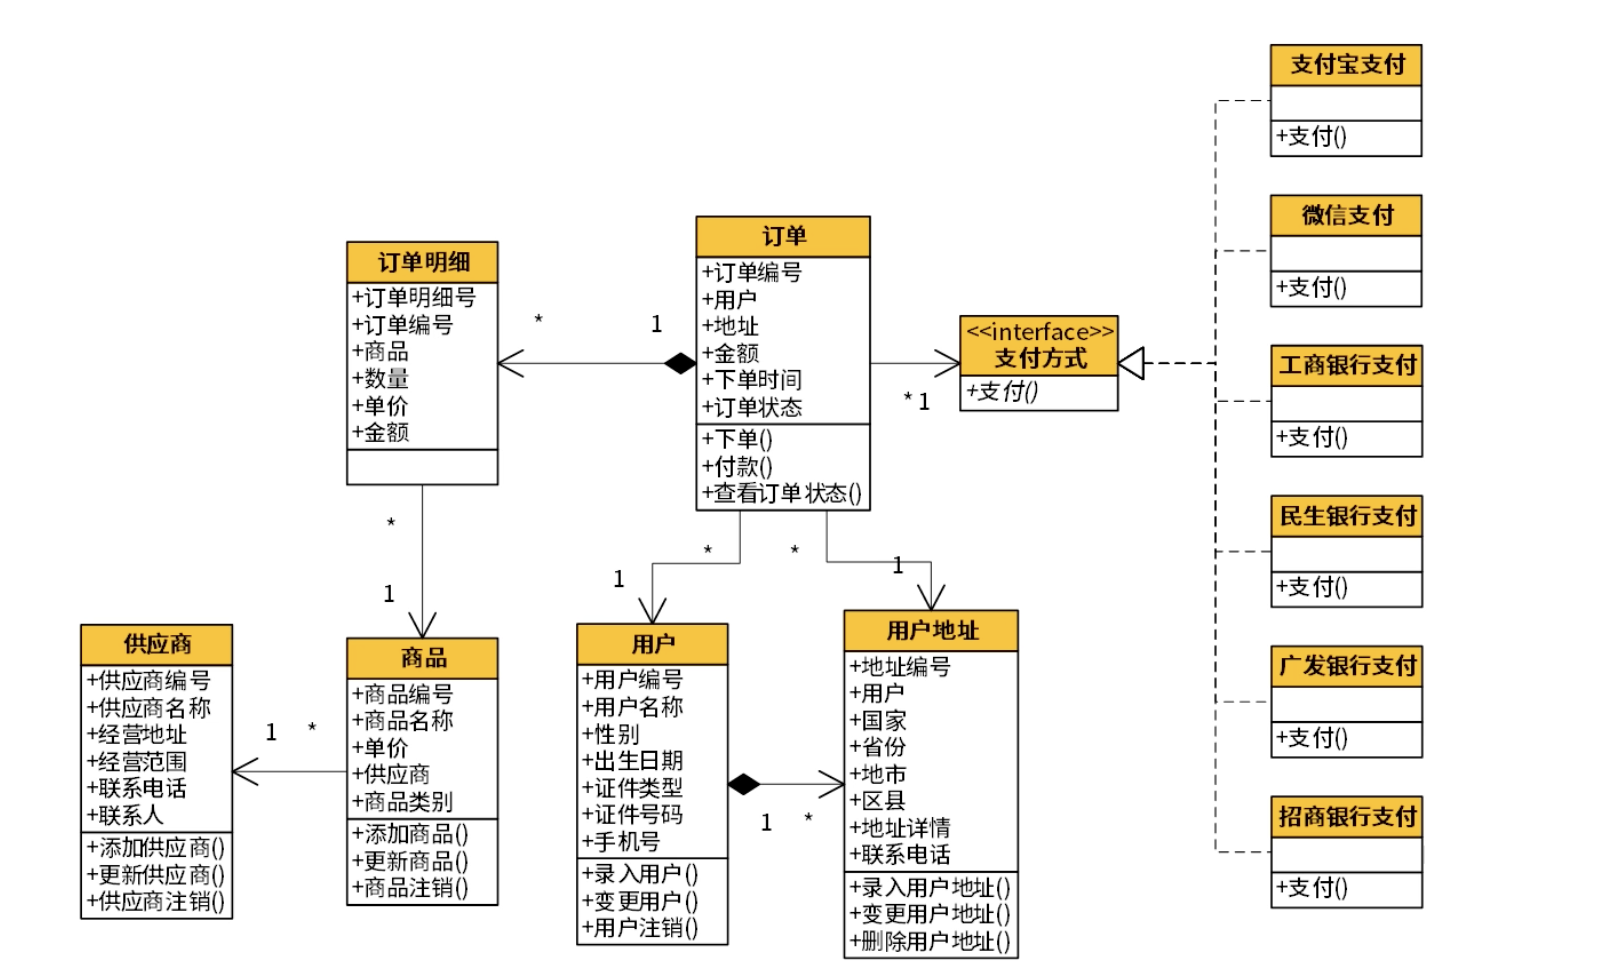 订单明细
+订单明细号
+订单编号
+商品
+数量
+单价
+金额
*
1
订单
+订单编号
+用户
+地址
+金额
+下单时间
+订单状态
+下单()
+付款()
+查看订单状态()
* 1
<<interface>>
支付方式
+支付()
支付宝支付
+支付()
微信支付
+支付()
工商银行支付
+支付()
民生银行支付
+支付()
广发银行支付
+支付()
招商银行支付
+支付()
*
1
*
1
*
1
供应商
+供应商编号
+供应商名称
+经营地址
+经营范围
+联系电话
+联系人
+添加供应商()
+更新供应商()
+供应商注销()
1 *
商品
+商品编号
+商品名称
+单价
+供应商
+商品类别
+添加商品()
+更新商品()
+商品注销()
用户
+用户编号
+用户名称
+性别
+出生日期
+证件类型
+证件号码
+手机号
+录入用户()
+变更用户()
+用户注销()
1 *
用户地址
+地址编号
+用户
+国家
+省份
+地市
+区县
+地址详情
+联系电话
+录入用户地址()
+变更用户地址()
+删除用户地址()